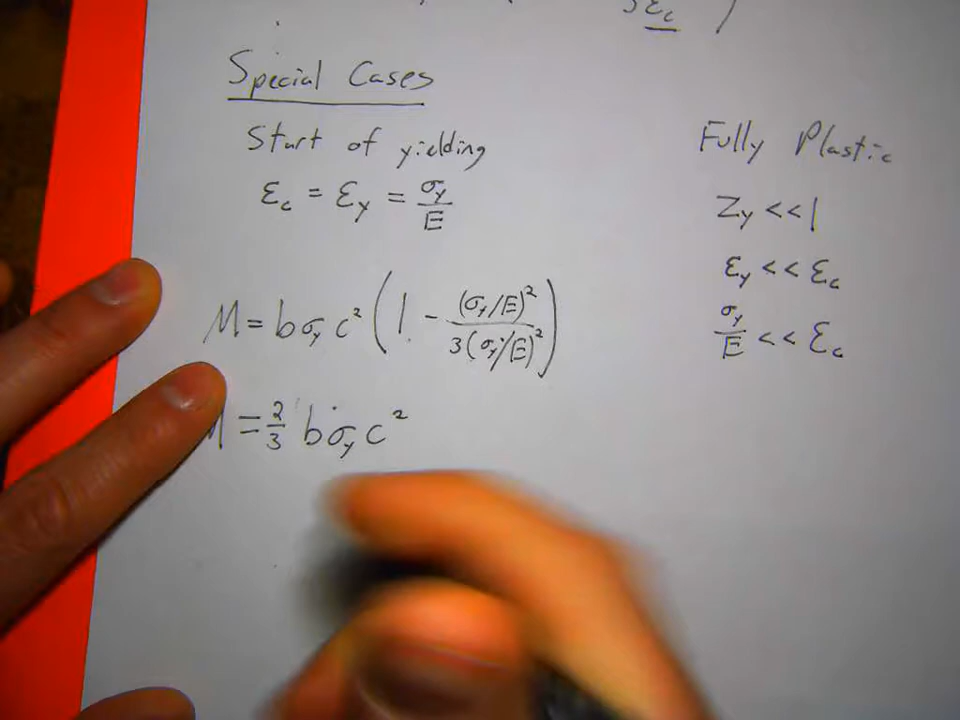 3ε_c )
Special Cases
Start of yielding
ε_c = ε_y = σ_y/E
M = bσ_y c² (1 - (σ_y/E)²/3(σ_y/E)²)
M = 2/3 bσ_y c²
Fully Plastic
Z_y <<1
ε_y << ε_c
σ_y/E << ε_c